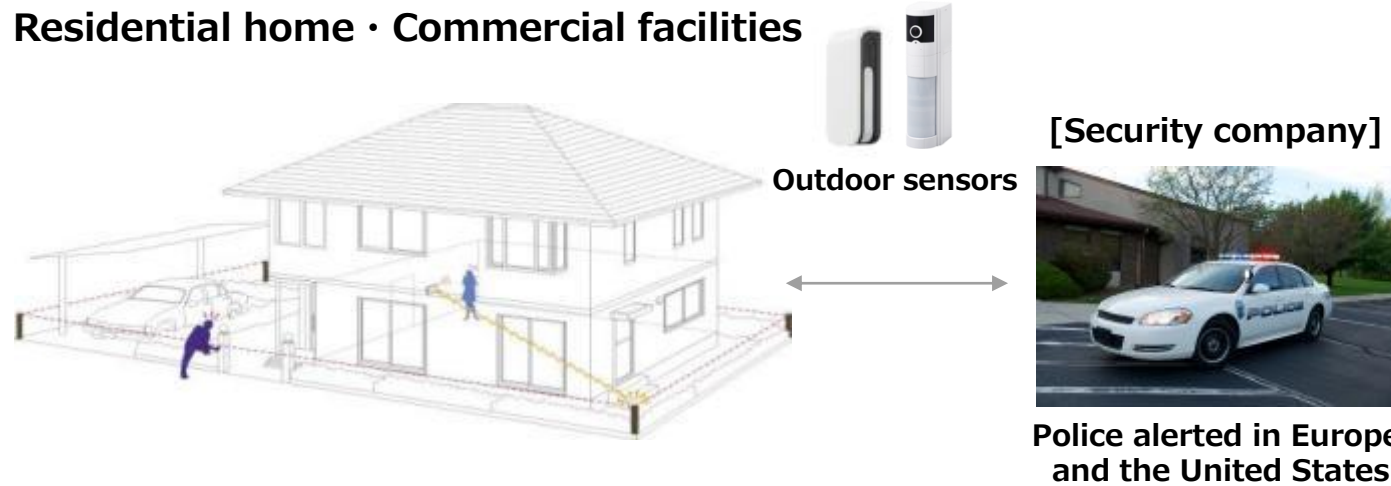 Residential home・Commercial facilities
Outdoor sensors
[Security company]
POLICE
Police alerted in Europe
and the United States